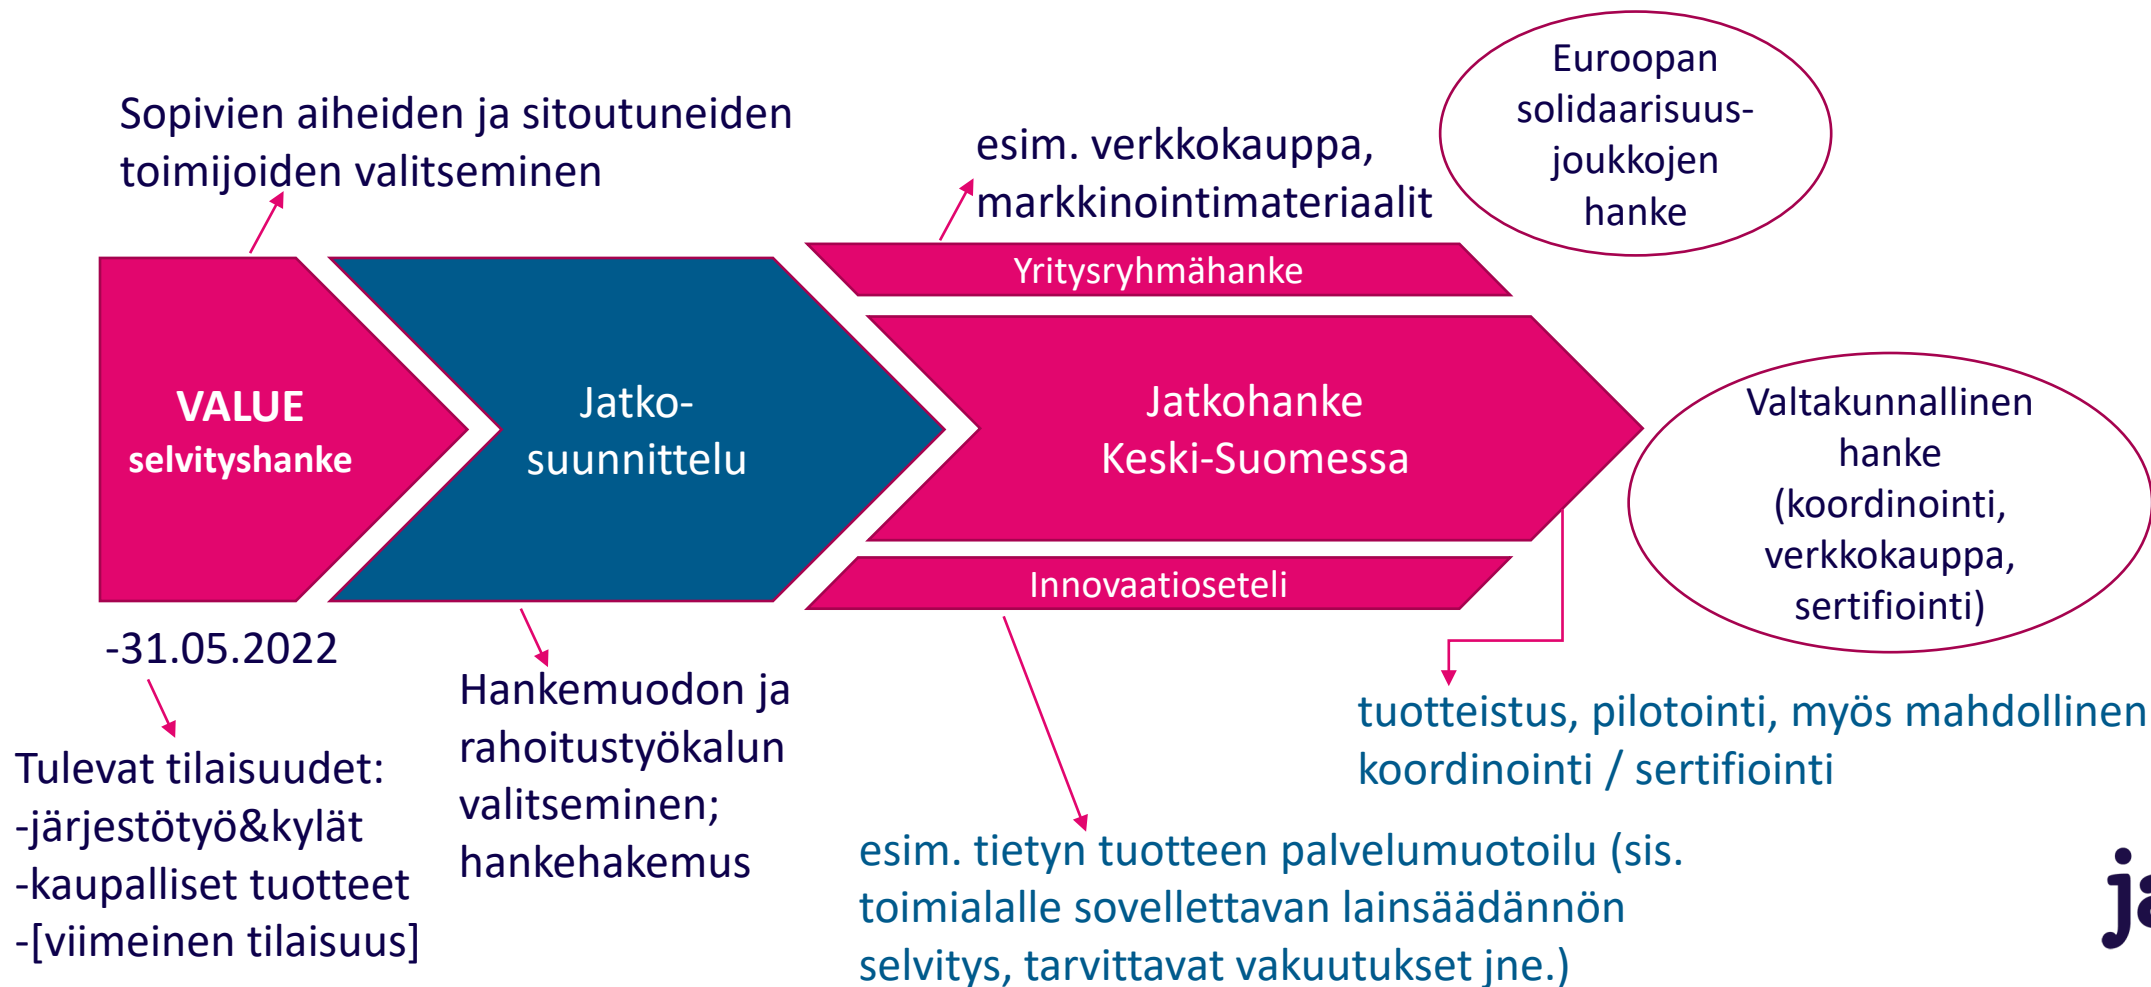 Sopivien aiheiden ja sitoutuneiden
toimijoiden valitseminen
esim. verkkokauppa,
markkinointimateriaalit
Euroopan
solidaarisuus-
joukkojen
hanke
Yritysryhmähanke
VALUE
selvityshanke
Jatko-
suunnittelu
Jatkohanke
Keski-Suomessa
Innovaatioseteli
Valtakunnallinen
hanke
(koordinointi,
verkkokauppa,
sertifiointi)
-31.05.2022
Tulevat tilaisuudet:
-järjestötyö&kylät
-kaupalliset tuotteet
-[viimeinen tilaisuus]
Hankemuodon ja
rahoitustyökalun
valitseminen;
hankehakemus
tuotteistus, pilotointi, myös mahdollinen
koordinointi / sertifiointi
esim. tietyn tuotteen palvelumuotoilu (sis.
toimialalle sovellettavan lainsäädännön
selvitys, tarvittavat vakuutukset jne.)